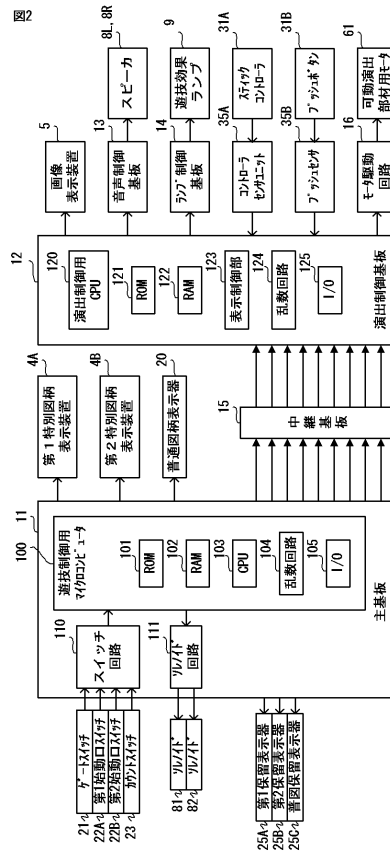 図2
21
ゲートスイッチ
22A
第1始動口スイッチ
22B
第2始動口スイッチ
23
カウントスイッチ
110
スイッチ
回路
81
ソレノイド
82
ソレノイド
111
ソレノイド
回路
25A
第1保留表示器
25B
第2保留表示器
25C
普図保留表示器
11
100
遊技制御用
マイクロコンピュータ
101
ROM
102
RAM
103
CPU
104
乱数回路
105
I/O
主基板
4A
第1特別図柄
表示装置
4B
第2特別図柄
表示装置
20
普通図柄表示器
15
中継基板
12
120
演出制御用
CPU
121
ROM
122
RAM
123
表示制御部
124
乱数回路
125
I/O
演出制御基板
5
画像
表示装置
13
音声制御
基板
8L, 8R
スピーカ
14
ランプ制御
基板
9
遊技効果
ランプ
35A
コントローラ
センサユニット
31A
スティック
コントローラ
35B
プッシュセンサ
31B
プッシュボタン
16
モータ駆動
回路
61
可動演出
部材用モータ